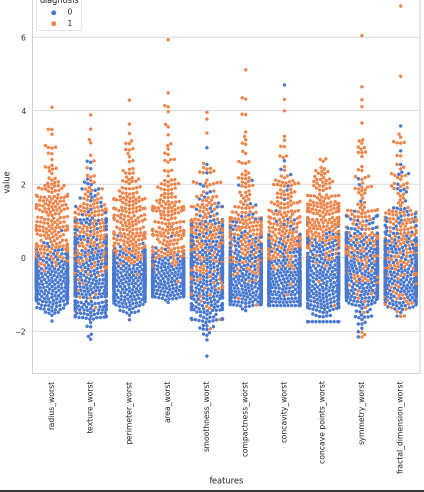 diagnosis
0
1
6
4
2
0
−2
value
radius_worst
texture_worst
perimeter_worst
area_worst
smoothness_worst
compactness_worst
concavity_worst
concave points_worst
symmetry_worst
fractal_dimension_worst
features